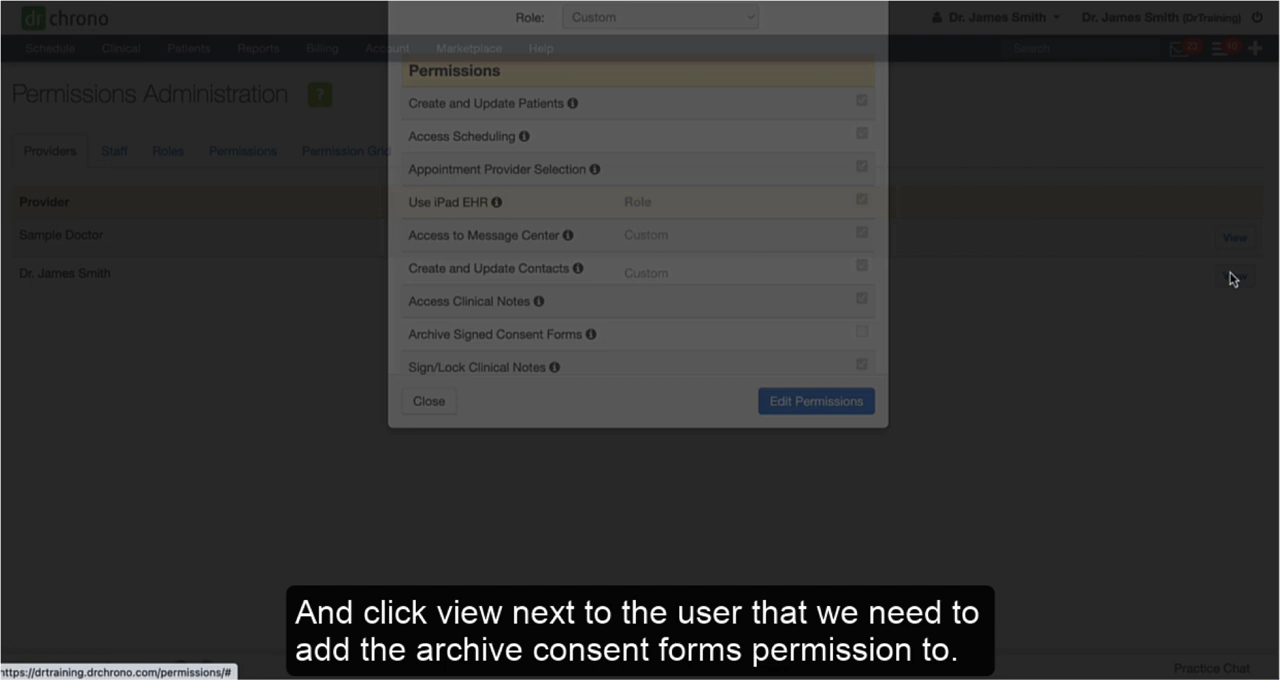 drchrono
Role: Custom
Dr. James Smith
Dr. James Smith (DrTraining)
Schedule Clinical Patients Reports Billing Account Marketplace Help
Search
10
Permissions Administration ?
Providers Staff Roles Permissions Permission Grid
Provider
Role
Sample Doctor
Custom
View
Dr. James Smith
Custom
Permissions
Create and Update Patients
Access Scheduling
Appointment Provider Selection
Use iPad EHR
Access to Message Center
Create and Update Contacts
Access Clinical Notes
Archive Signed Consent Forms
Sign/Lock Clinical Notes
Close
Edit Permissions
And click view next to the user that we need to
add the archive consent forms permission to.
https://drtraining.drchrono.com/permissions/#
Practice Chat